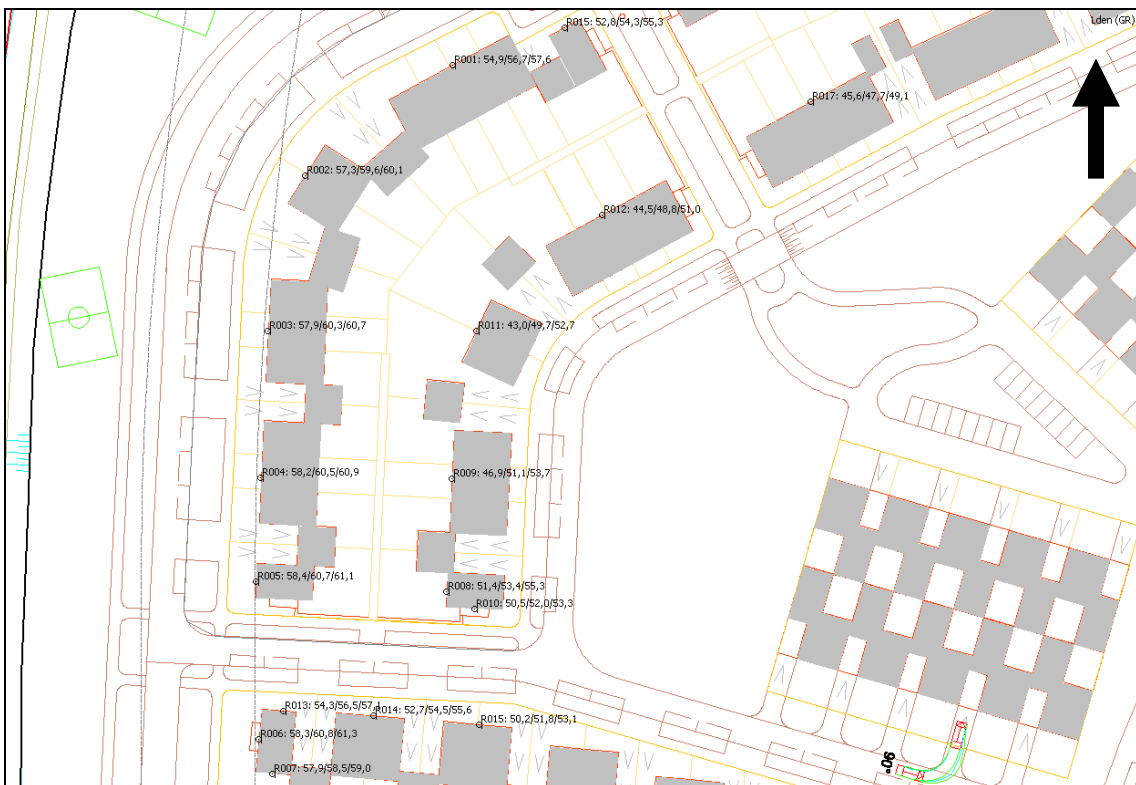 R015: 52,8/54,3/55,3
Lden (GR)
R001: 54,9/56,7/57,6
R017: 45,6/47,7/49,1
R002: 57,3/59,6/60,1
R012: 44,5/48,8/51,0
R003: 57,9/60,3/60,7
R011: 43,0/49,7/52,7
R004: 58,2/60,5/60,9
R009: 46,9/51,1/53,7
R005: 58,4/60,7/61,1
R008: 51,4/53,4/55,3
R010: 50,5/52,0/53,3
R013: 54,3/56,5/57,1
R014: 52,7/54,5/55,6
R015: 50,2/51,8/53,1
R006: 58,3/60,8/61,3
R007: 57,9/58,5/59,0
90°